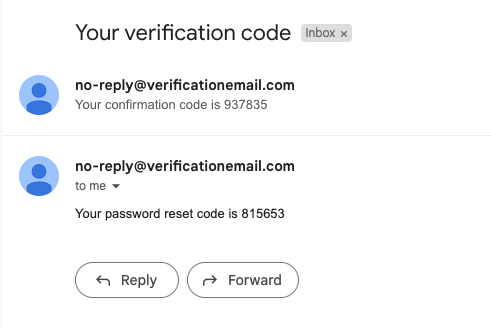 Your verification code Inbox ×
no-reply@verificationemail.com
Your confirmation code is 937835
no-reply@verificationemail.com
to me
Your password reset code is 815653
Reply Forward